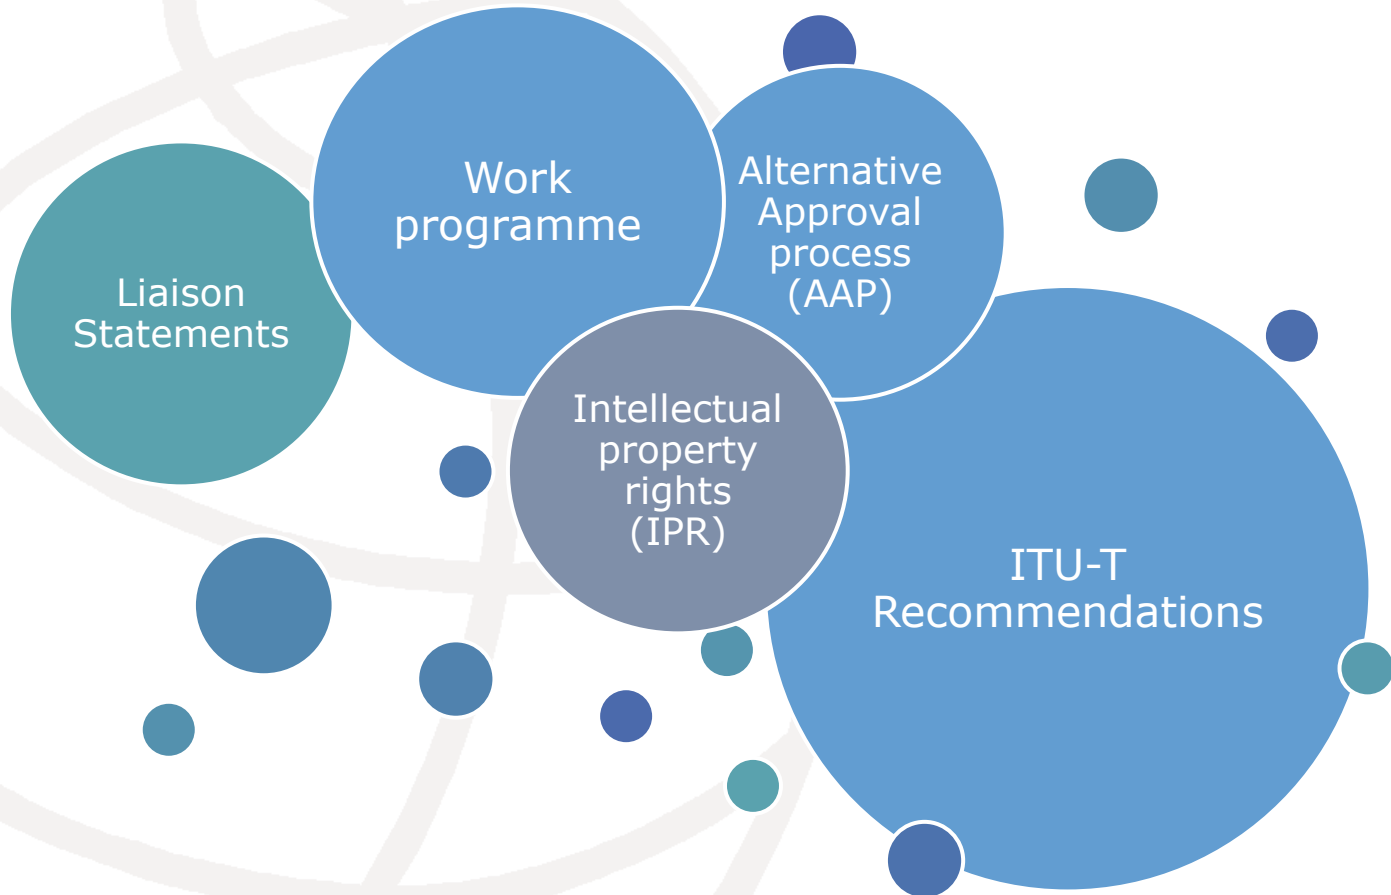 Liaison
Statements
Work
programme
Alternative
Approval
process
(AAP)
Intellectual
property
rights
(IPR)
ITU-T
Recommendations